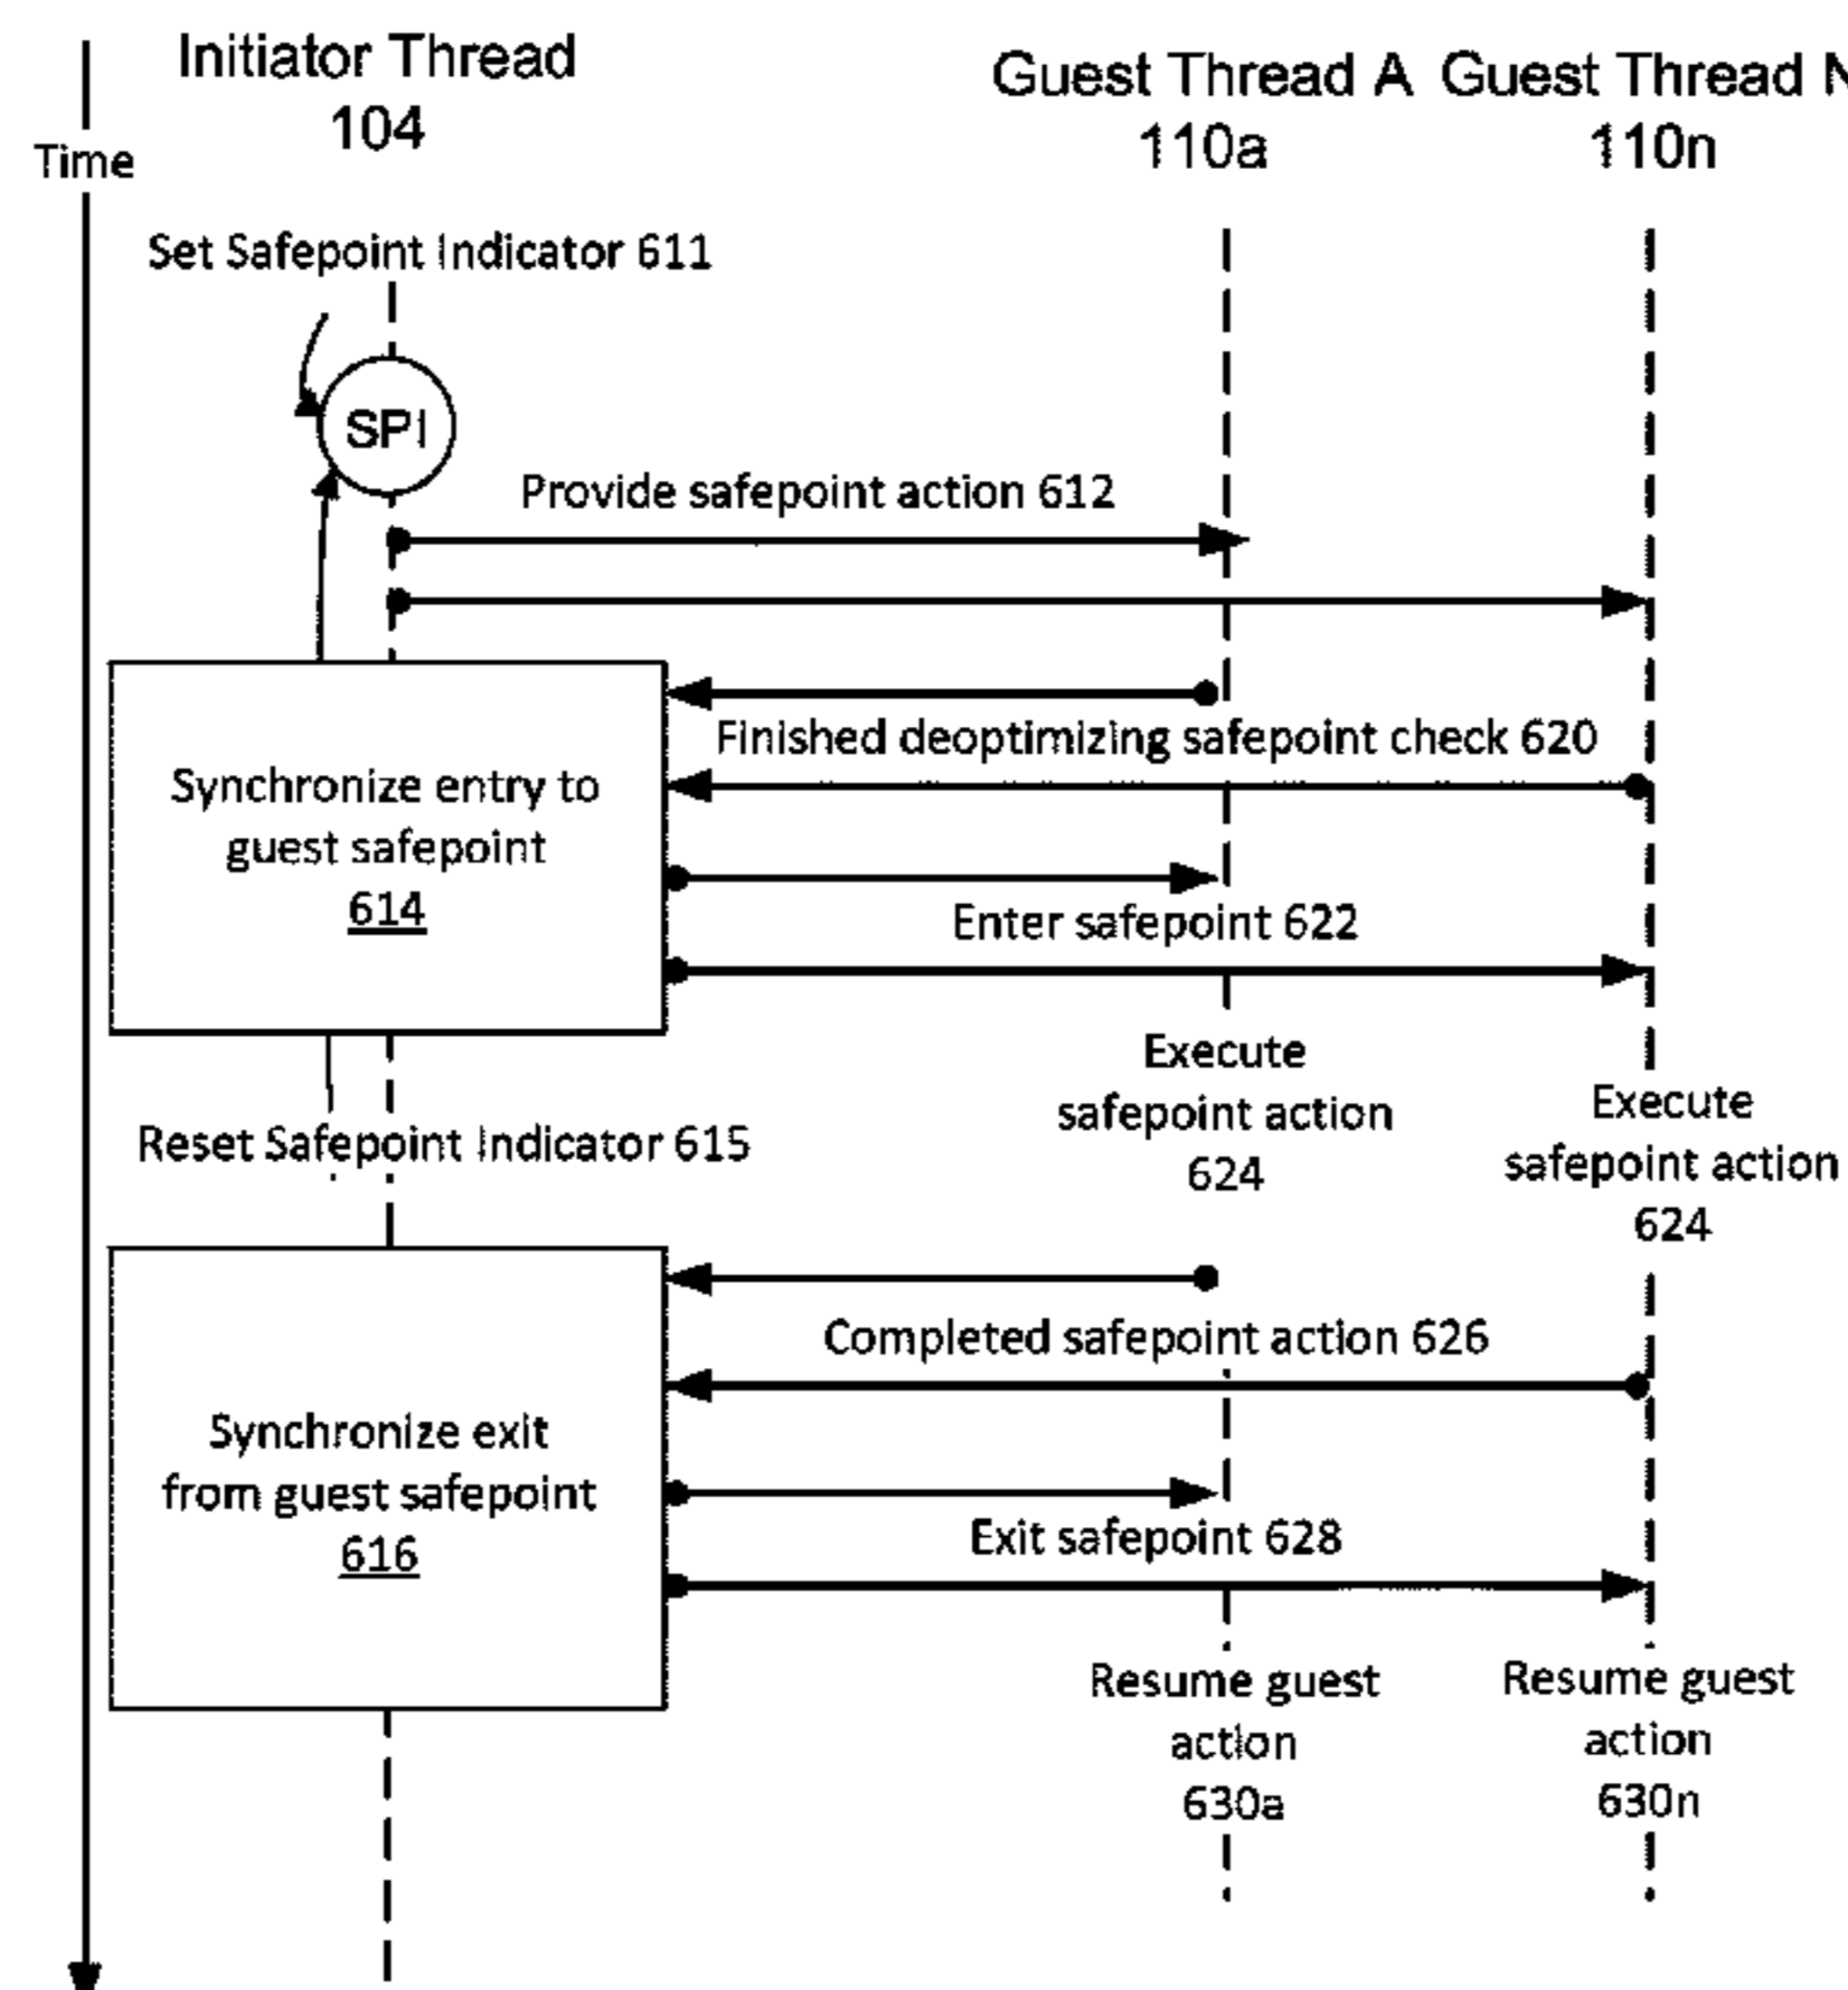 Initiator Thread
104
Guest Thread A
110a
Guest Thread N
110n
Time
Set Safepoint Indicator 611
SPI
Provide safepoint action 612
Finished deoptimizing safepoint check 620
Synchronize entry to
guest safepoint
614
Enter safepoint 622
Execute
safepoint action
624
Execute
safepoint action
624
Reset Safepoint Indicator 615
Completed safepoint action 626
Synchronize exit
from guest safepoint
616
Exit safepoint 628
Resume guest
action
630a
Resume guest
action
630n